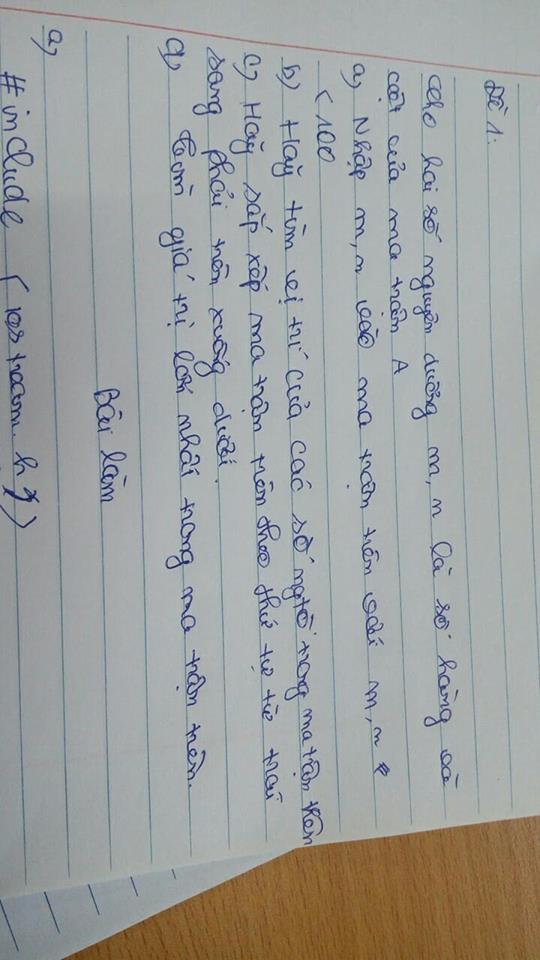 Đề 1:
Cho hai số nguyên dương m, n là số hàng và
cột của ma trận A
a) Nhập m, n vào ma trận trên với m, n
< 100
b) Hãy tìm vị trí của các số ngtố trong ma trận trên
c) Hãy sắp xếp ma trận trên theo thứ tự từ trái
sang phải trên xuống dưới.
d) Tìm giá trị lớn nhất trong ma trận trên.
Bài làm
a)
#include (iostream.h)